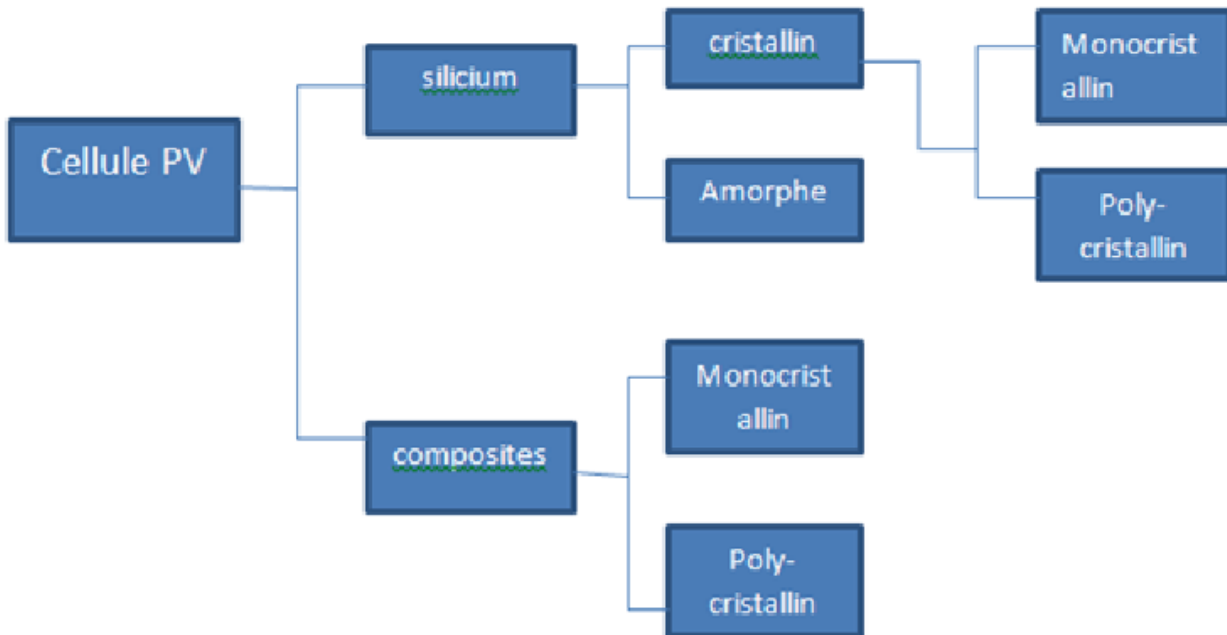 Cellule PV
silicium
cristallin
Monocrist
allin
Amorphe
Poly-
cristallin
composites
Monocrist
allin
Poly-
cristallin